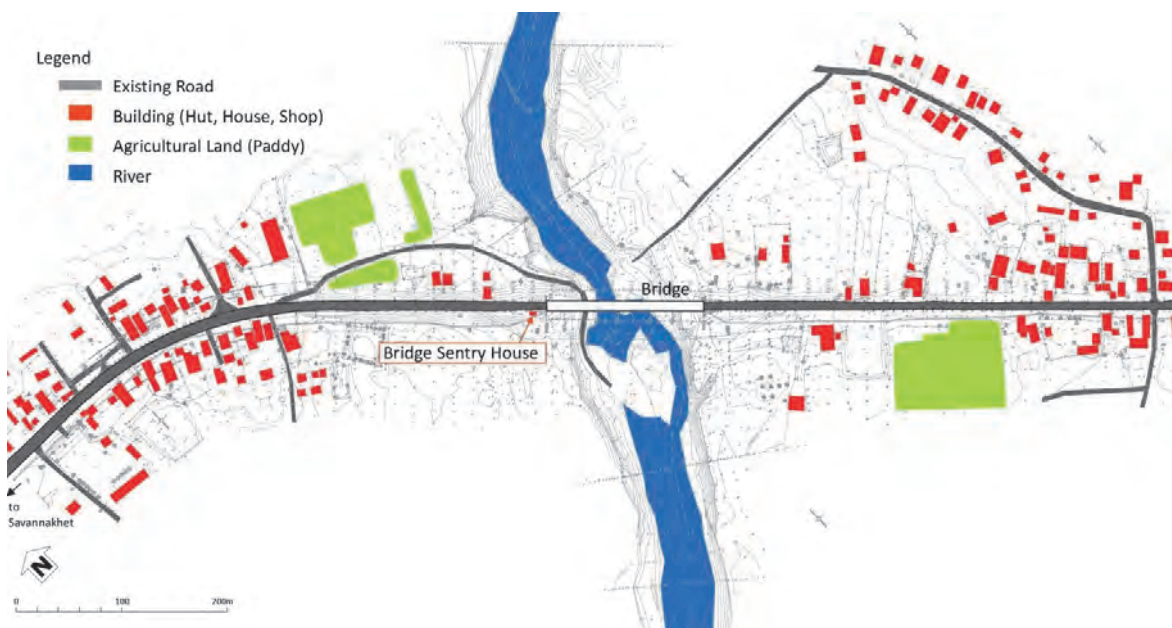 Legend
Existing Road
Building (Hut, House, Shop)
Agricultural Land (Paddy)
River
Bridge
Bridge Sentry House
to
Savannakhet
N
0 100 200m